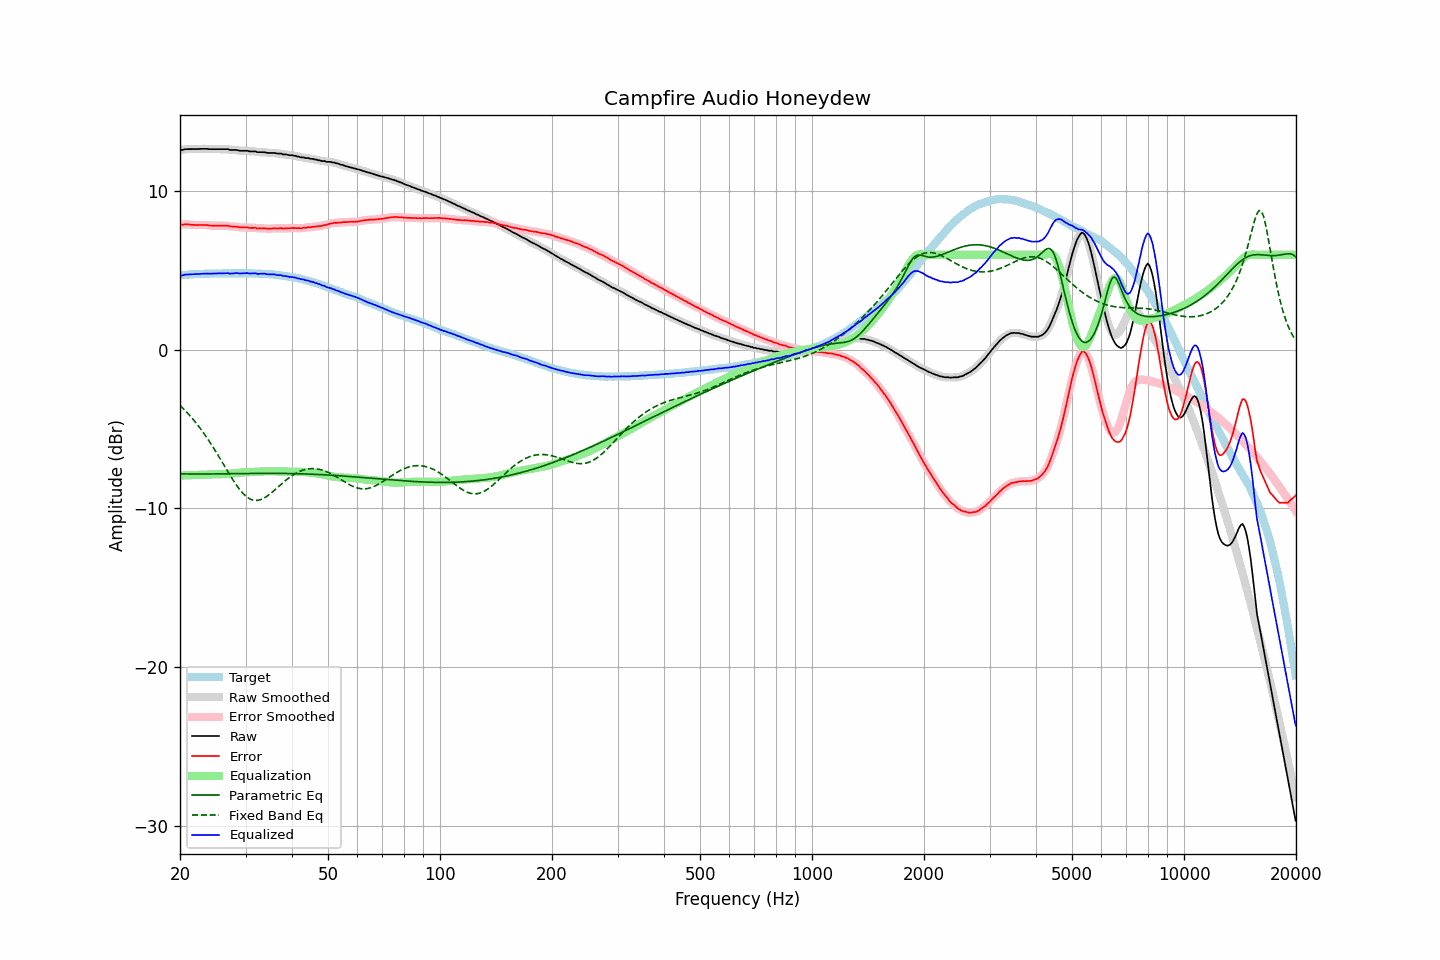 Campfire Audio Honeydew
Amplitude (dBr)
10
0
−10
−20
−30
Target
Raw Smoothed
Error Smoothed
Raw
Error
Equalization
Parametric Eq
Fixed Band Eq
Equalized
20 50 100 200 500 1000 2000 5000 10000 20000
Frequency (Hz)